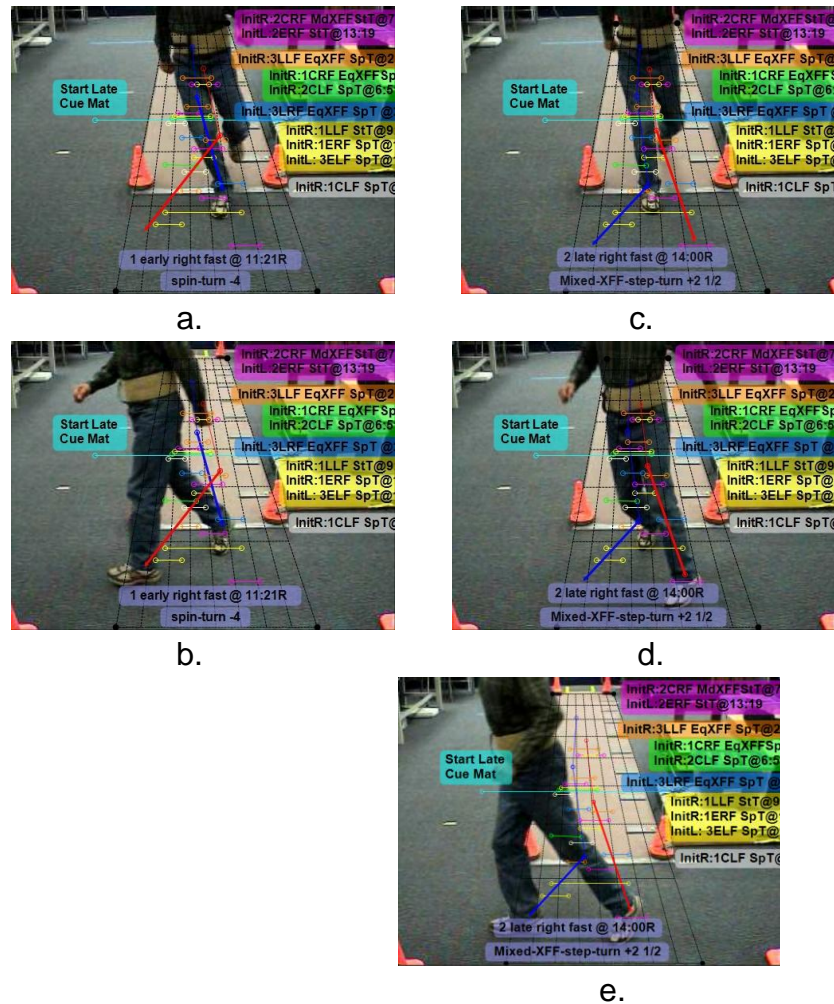 InitR:2CRF MdXFFStT@7
InitL:2ERF StT@13:19
InitR:3LLF EqXFF SpT@2
InitR:1CRF EqXFFSp
InitR:2CLF SpT@6:5
Start Late
Cue Mat
InitL:3LRF EqXFF SpT
InitR:1LLF StT@9
InitR:1ERF SpT@
InitL: 3ELF SpT@
InitR:1CLF SpT@
1 early right fast @ 11:21R
spin-turn -4
a.
InitR:2CRF MdXFFStT@7
InitL:2ERF StT@13:19
InitR:3LLF EqXFF SpT@2
InitR:1CRF EqXFFSp
InitR:2CLF SpT@6:
Start Late
Cue Mat
InitL:3LRF EqXFF SpT
InitR:1LLF StT@9
InitR:1ERF SpT@
InitL: 3ELF SpT@
InitR:1CLF SpT
2 late right fast @ 14:00R
Mixed-XFF-step-turn +2 1/2
c.
InitR:2CRF MdXFFStT@7
InitL:2ERF StT@13:19
InitR:3LLF EqXFF SpT@2
InitR:1CRF EqXFFSp
InitR:2CLF SpT@6:5
Start Late
Cue Mat
InitL:3LRF EqXFF SpT
InitR:1LLF StT@9
InitR:1ERF SpT@
InitL: 3ELF SpT@
InitR:1CLF SpT@
1 early right fast @ 11:21R
spin-turn -4
b.
InitR:2CRF MdXFFStT@
InitL:2ERF StT@13:19
InitR:3LLF EqXFF SpT@
InitR:1CRF EqXFFS
InitR:2CLF SpT@6:
Start Late
Cue Mat
InitL:3LRF EqXFF SpT
InitR:1LLF StT@9
InitR:1ERF SpT@
InitL: 3ELF SpT@
InitR:1CLF SpT
2 late right fast @ 14:00R
Mixed-XFF-step-turn +2 1/2
d.
InitR:2CRF MdXFFStT@7
InitL:2ERF StT@13:19
InitR:3LLF EqXFF SpT@2
InitR:1CRF EqXFFSp
InitR:2CLF SpT@6:5
Start Late
Cue Mat
InitL:3LRF EqXFF SpT @
InitR:1LLF StT@9
InitR:1ERF SpT@
InitL: 3ELF SpT@
InitR:1CLF SpT@
2 late right fast @ 14:00R
Mixed-XFF-step-turn +2 1/2
e.